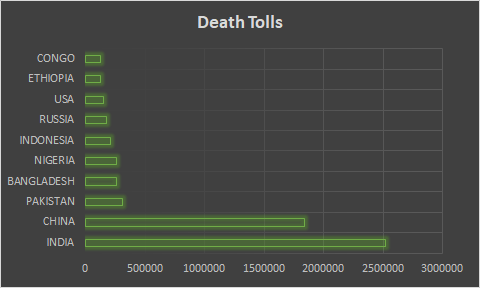 Death Tolls
CONGO
ETHIOPIA
USA
RUSSIA
INDONESIA
NIGERIA
BANGLADESH
PAKISTAN
CHINA
INDIA
0 500000 1000000 1500000 2000000 2500000 3000000